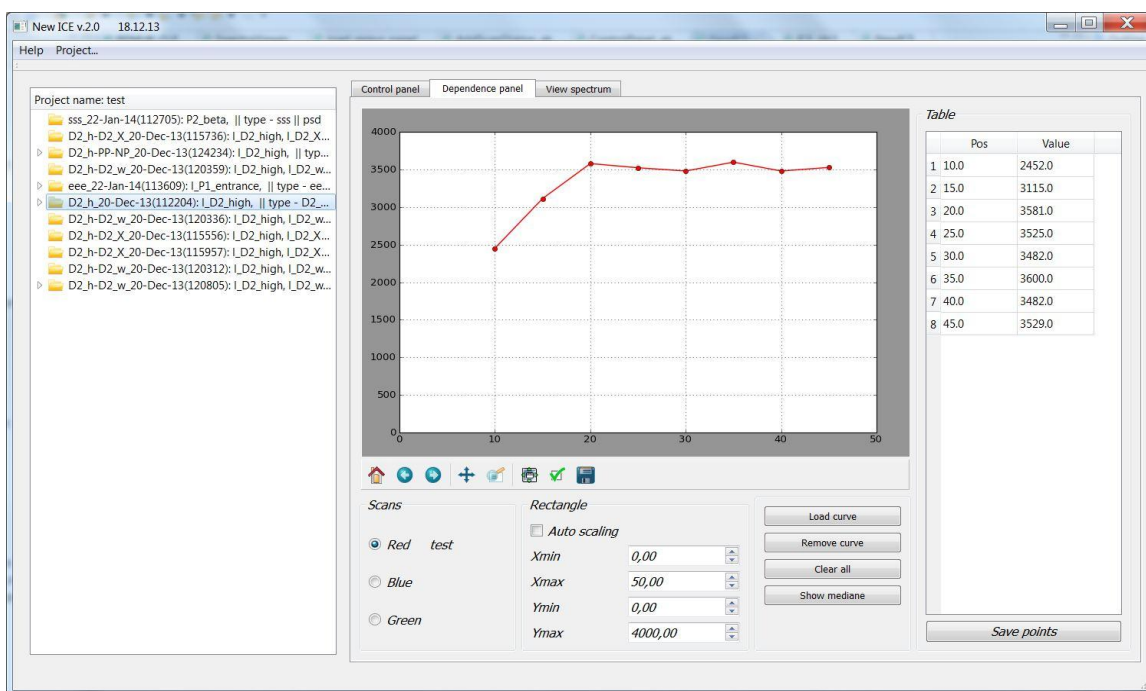 New ICE v.2.0 18.12.13
Help Project...
Project name: test
sss_22-Jan-14(112705): P2_beta, || type - sss || psd
D2_h-D2_X_20-Dec-13(115736): I_D2_high, I_D2_X...
D2_h-PP-NP_20-Dec-13(124234): I_D2_high, || typ...
D2_h-D2_w_20-Dec-13(120359): I_D2_high, I_D2_w...
eee_22-Jan-14(113609): I_P1_entrance, || type - ee...
D2_h_20-Dec-13(112204): I_D2_high, || type - D2_...
D2_h-D2_w_20-Dec-13(120336): I_D2_high, I_D2_w...
D2_h-D2_X_20-Dec-13(115556): I_D2_high, I_D2_X...
D2_h-D2_X_20-Dec-13(115957): I_D2_high, I_D2_X...
D2_h-D2_w_20-Dec-13(120312): I_D2_high, I_D2_w...
D2_h-D2_w_20-Dec-13(120805): I_D2_high, I_D2_w...
Control panel Dependence panel View spectrum
4000
3500
3000
2500
2000
1500
1000
500
0
0 10 20 30 40 50
Scans
Red test
Blue
Green
Rectangle
Auto scaling
Xmin 0,00
Xmax 50,00
Ymin 0,00
Ymax 4000,00
Load curve
Remove curve
Clear all
Show mediane
Table
Pos Value
1 10.0 2452.0
2 15.0 3115.0
3 20.0 3581.0
4 25.0 3525.0
5 30.0 3482.0
6 35.0 3600.0
7 40.0 3482.0
8 45.0 3529.0
Save points